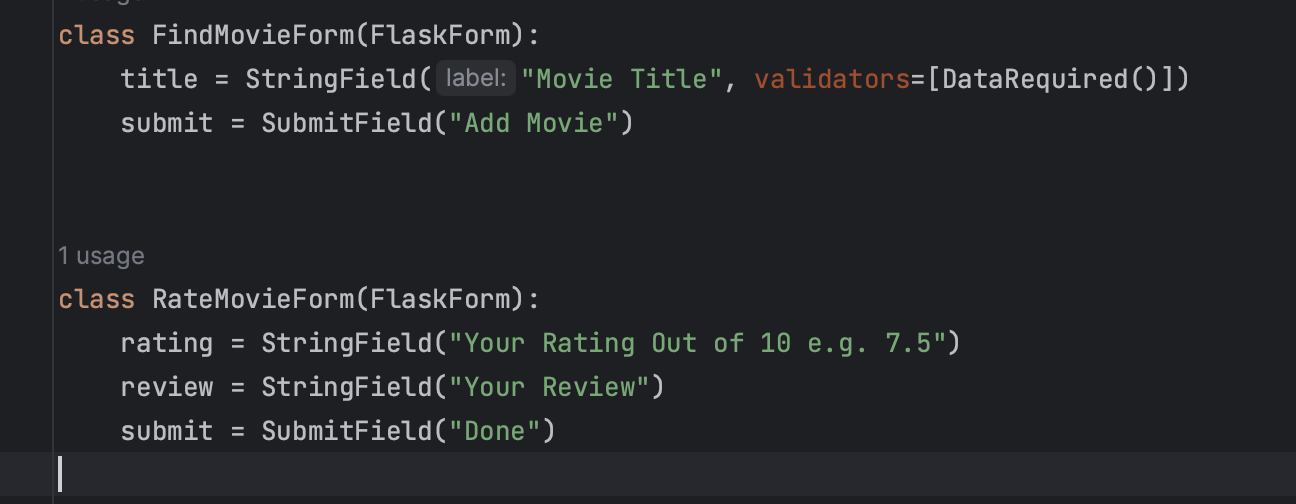 class FindMovieForm(FlaskForm):
    title = StringField( label: "Movie Title", validators=[DataRequired()])
    submit = SubmitField("Add Movie")
1 usage
class RateMovieForm(FlaskForm):
    rating = StringField("Your Rating Out of 10 e.g. 7.5")
    review = StringField("Your Review")
    submit = SubmitField("Done")